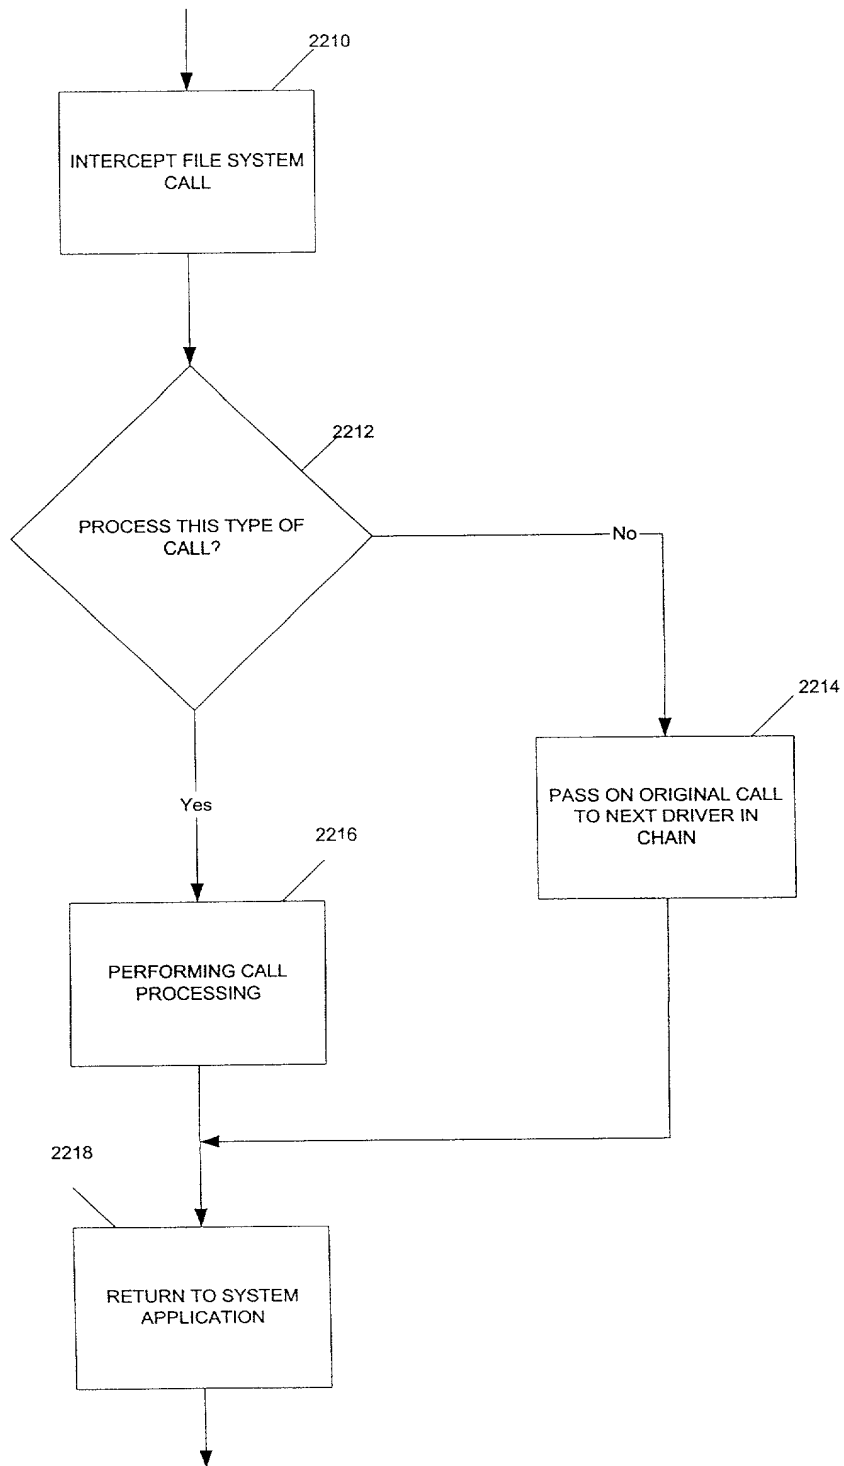 2210
INTERCEPT FILE SYSTEM
CALL
2212
PROCESS THIS TYPE OF
CALL?
No
2214
PASS ON ORIGINAL CALL
TO NEXT DRIVER IN
CHAIN
Yes
2216
PERFORMING CALL
PROCESSING
2218
RETURN TO SYSTEM
APPLICATION